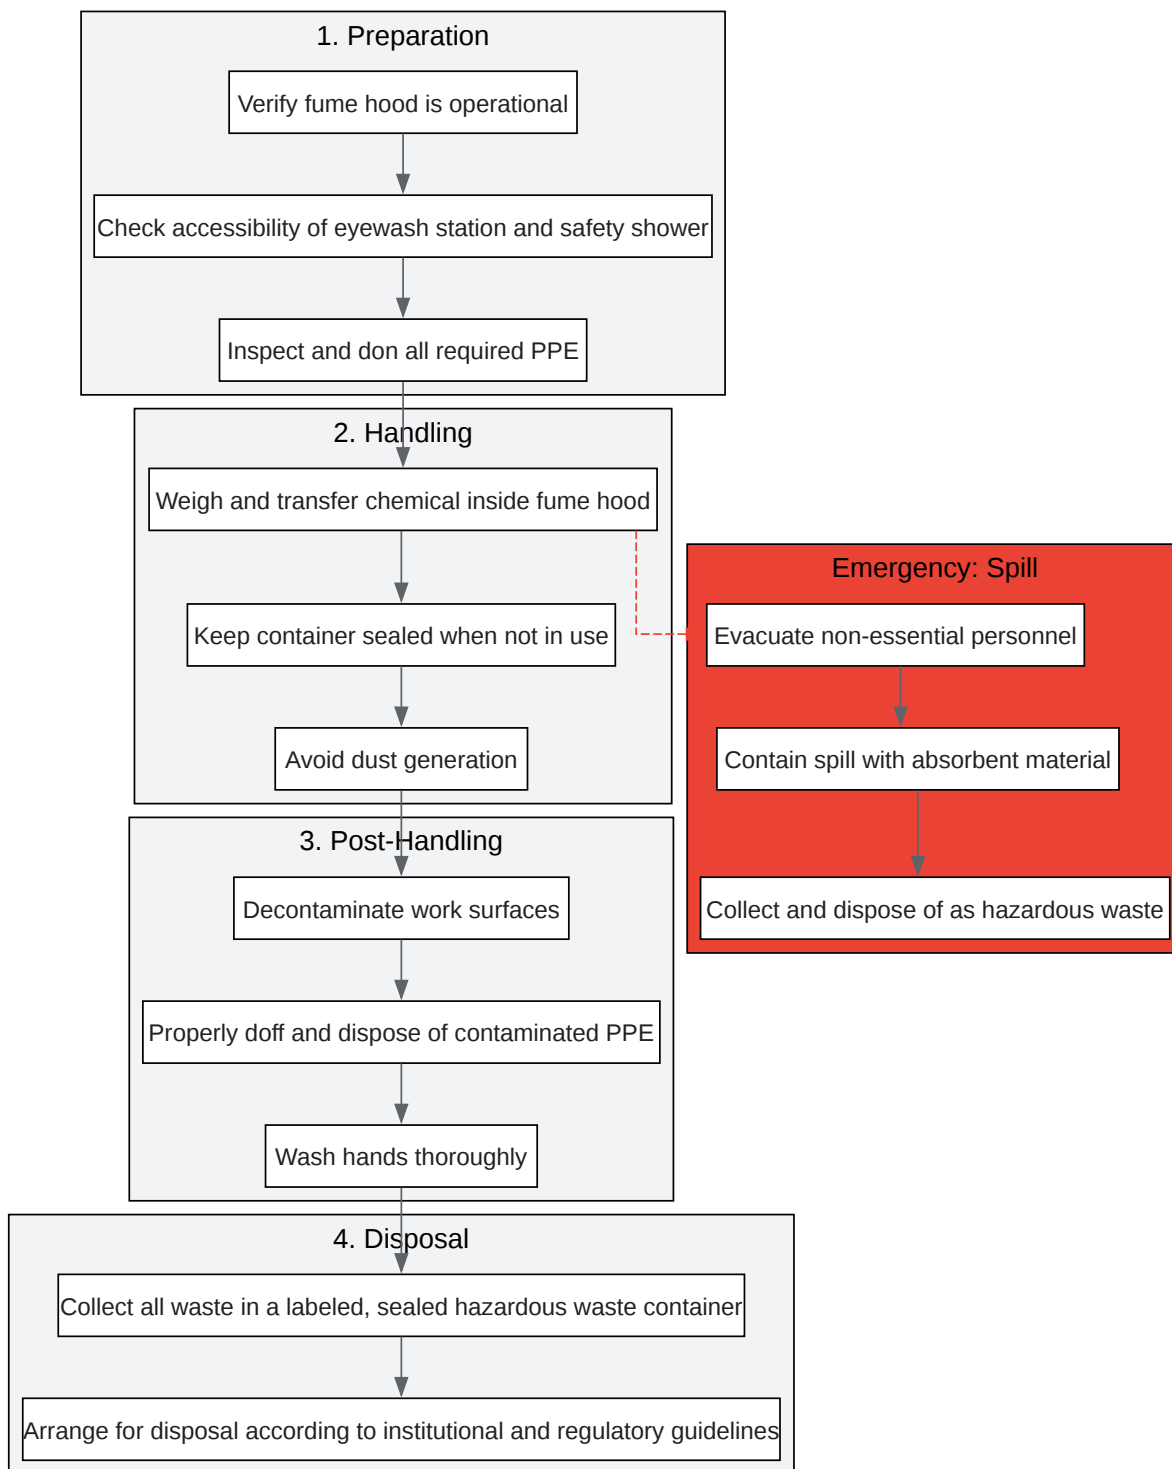 1. Preparation
Verify fume hood is operational
Check accessibility of eyewash station and safety shower
Inspect and don all required PPE
2. Handling
Weigh and transfer chemical inside fume hood
Keep container sealed when not in use
Avoid dust generation
Emergency: Spill
Evacuate non-essential personnel
Contain spill with absorbent material
Collect and dispose of as hazardous waste
3. Post-Handling
Decontaminate work surfaces
Properly doff and dispose of contaminated PPE
Wash hands thoroughly
4. Disposal
Collect all waste in a labeled, sealed hazardous waste container
Arrange for disposal according to institutional and regulatory guidelines